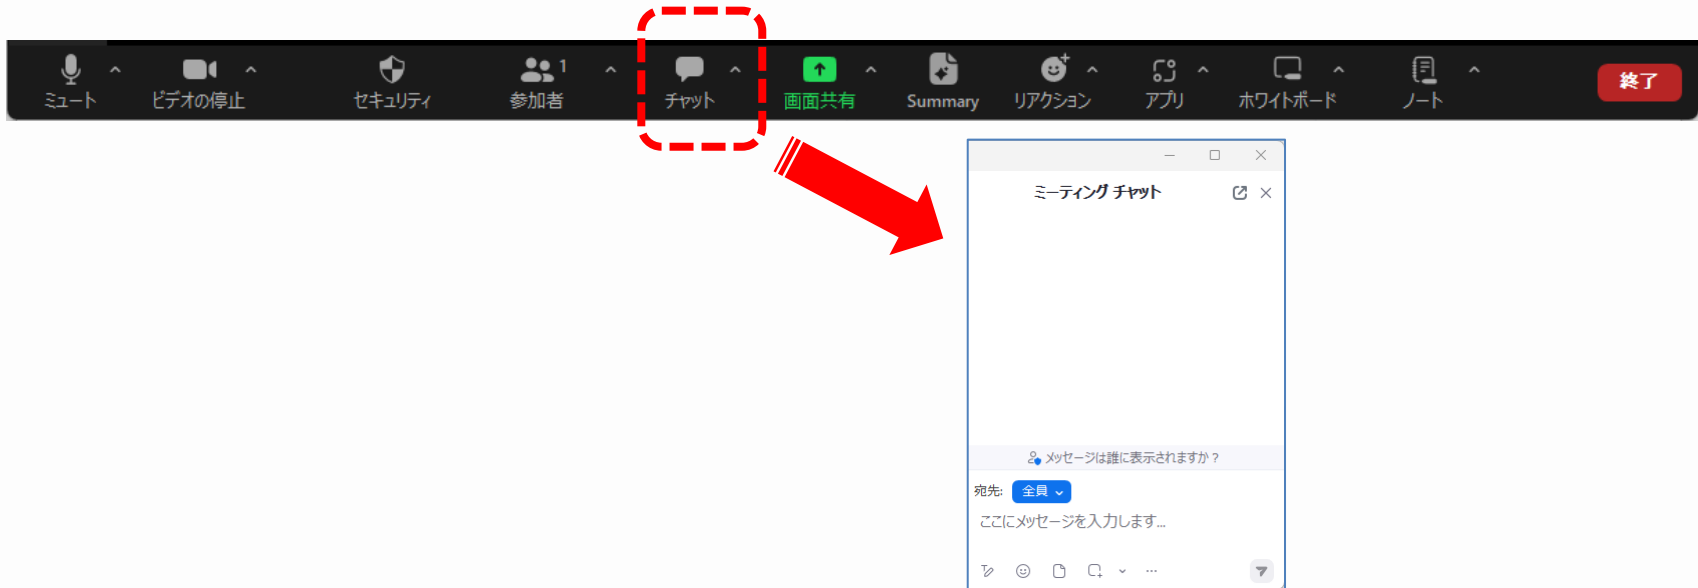 ミュート ビデオの停止 セキュリティ 参加者 1 チャット 画面共有 Summary リアクション アプリ ホワイトボード ノート 終了
ミーティング チャット
メッセージは誰に表示されますか？
宛先: 全員
ここにメッセージを入力します...